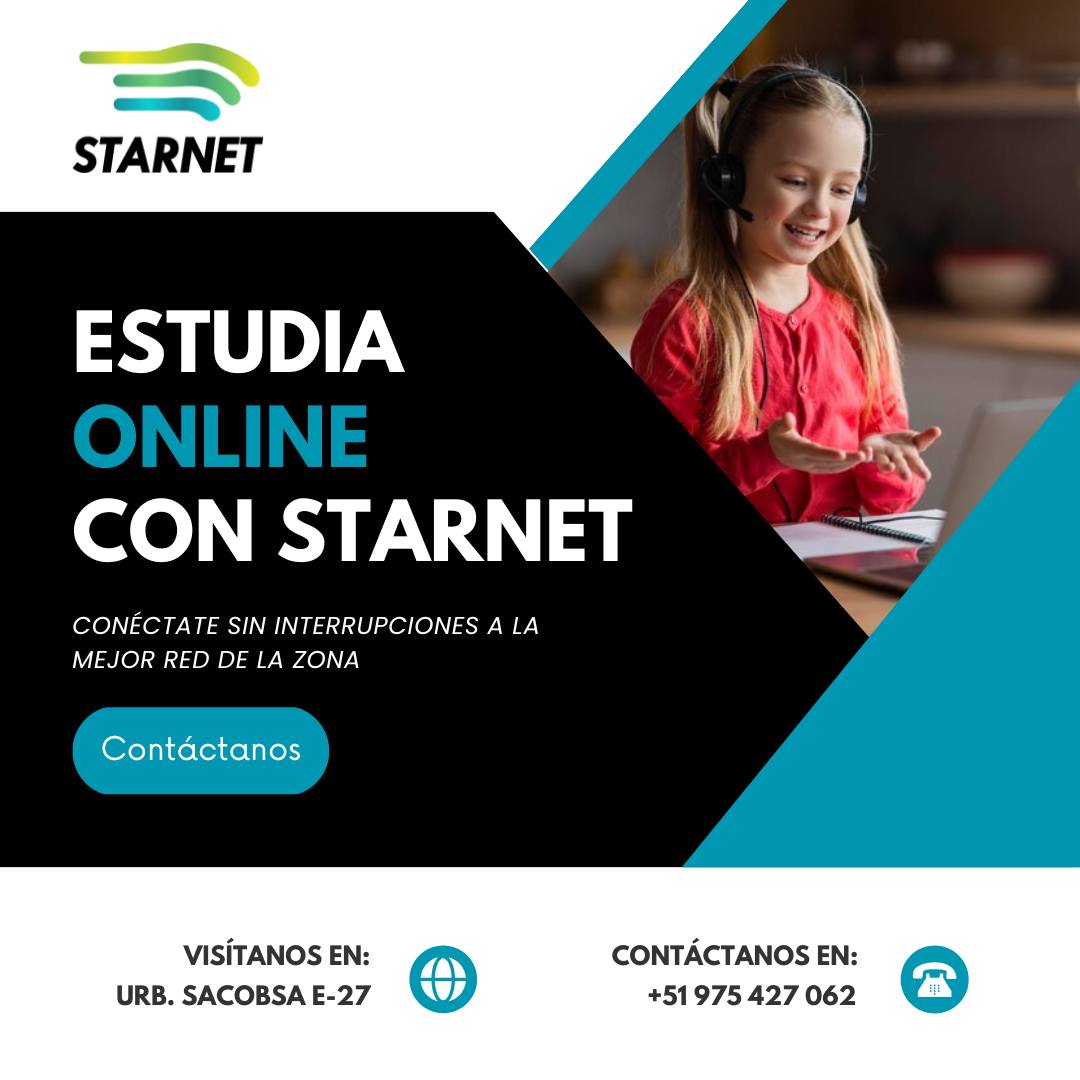 STARNET
ESTUDIA
ONLINE
CON STARNET
CONÉCTATE SIN INTERRUPCIONES A LA
MEJOR RED DE LA ZONA
Contáctanos
VISÍTANOS EN:
URB. SACOBSA E-27
CONTÁCTANOS EN:
+51 975 427 062